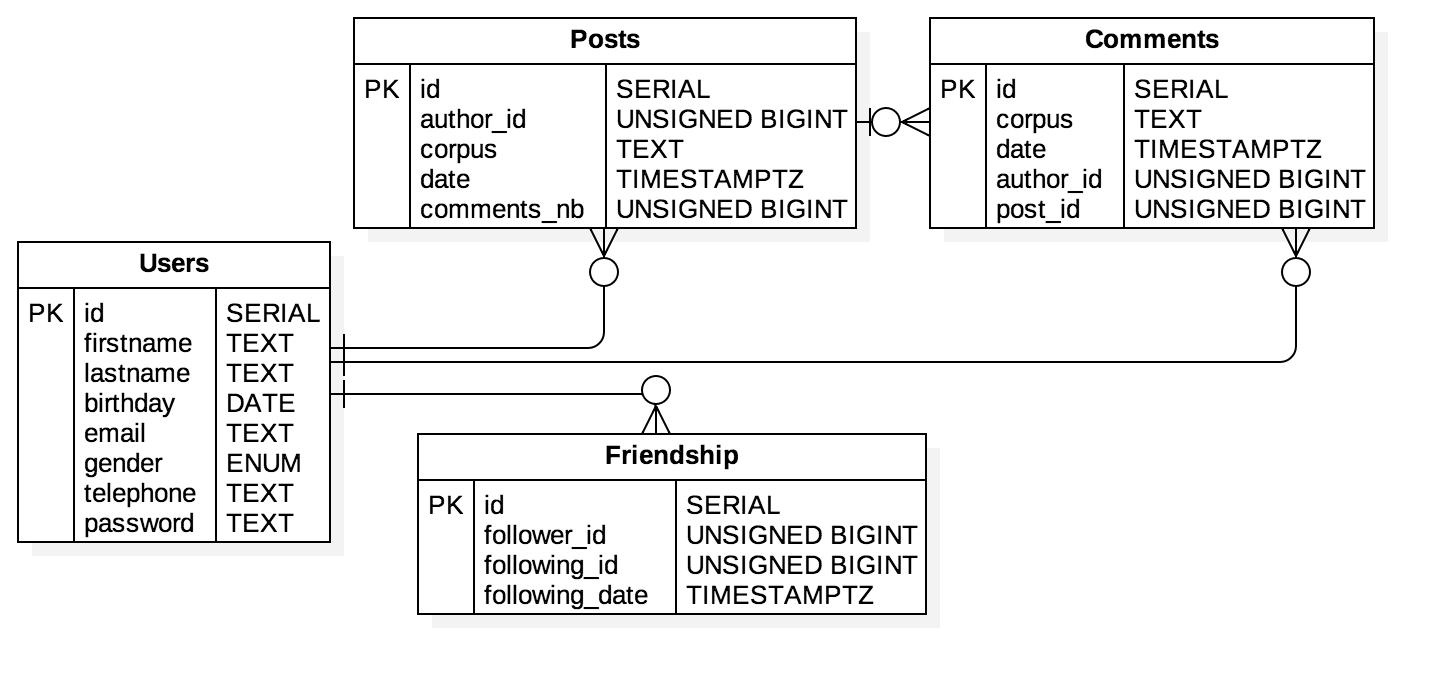 Posts
PK id SERIAL
author_id UNSIGNED BIGINT
corpus TEXT
date TIMESTAMPTZ
comments_nb UNSIGNED BIGINT
Comments
PK id SERIAL
corpus TEXT
date TIMESTAMPTZ
author_id UNSIGNED BIGINT
post_id UNSIGNED BIGINT
Users
PK id SERIAL
firstname TEXT
lastname TEXT
birthday DATE
email TEXT
gender ENUM
telephone TEXT
password TEXT
Friendship
PK id SERIAL
follower_id UNSIGNED BIGINT
following_id UNSIGNED BIGINT
following_date TIMESTAMPTZ